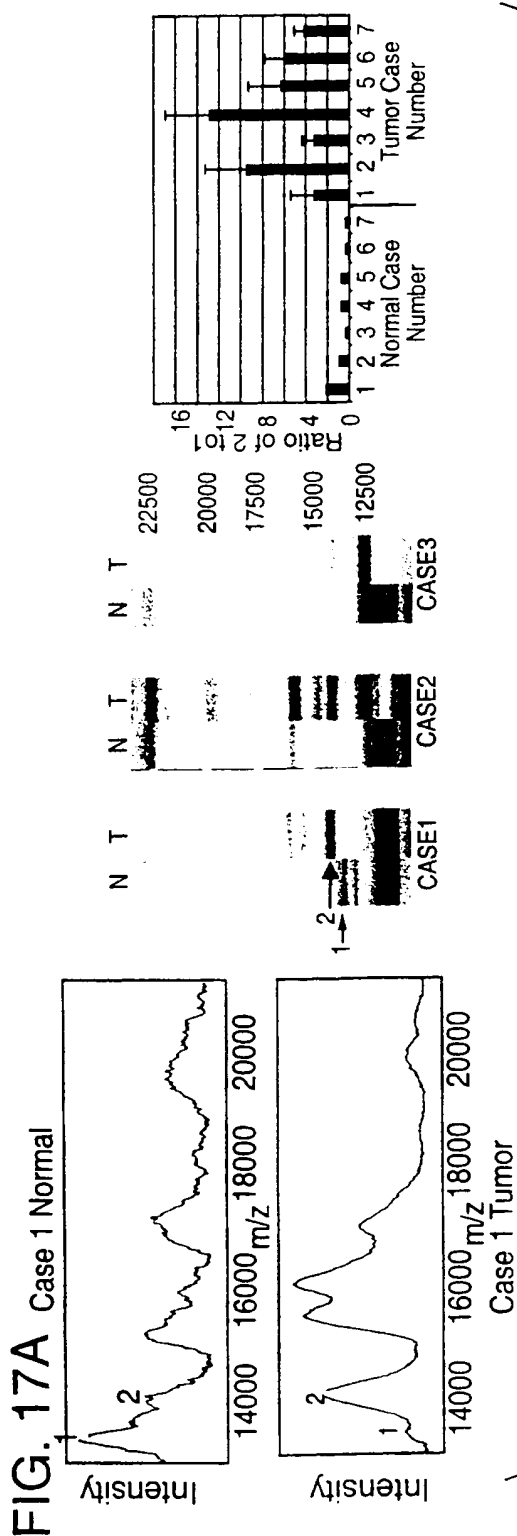 FIG. 17A
Case 1 Normal
Intensity
1
2
14000 16000 18000 20000
m/z
Intensity
1
2
14000 16000 18000 20000
m/z
Case 1 Tumor
N T
2
1
CASE1
N T
CASE2
N T
CASE3
22500
20000
17500
15000
12500
Ratio of 2 to1
16
12
8
4
0
1 2 3 4 5 6 7
Normal Case
Number
1 2 3 4 5 6 7
Tumor Case
Number